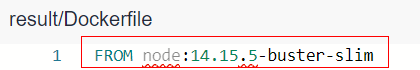 result/Dockerfile
1 FROM node:14.15.5-buster-slim